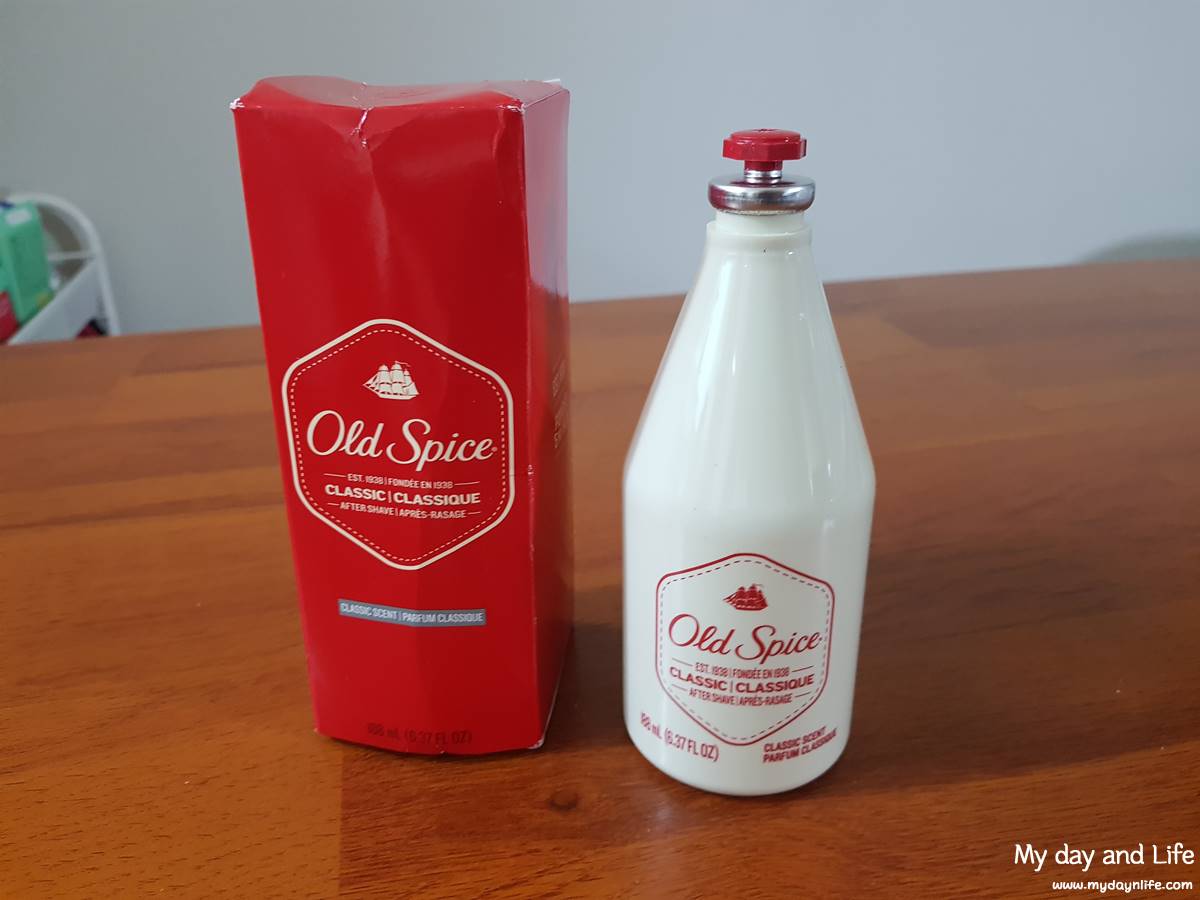 Old Spice
EST. 1938 | FONDÉE EN 1938
CLASSIC | CLASSIQUE
AFTER SHAVE | APRÈS-RASAGE
CLASSIC SCENT | PARFUM CLASSIQUE
188 mL (6.37 FL OZ)
Old Spice
EST. 1938 | FONDÉE EN 1938
CLASSIC | CLASSIQUE
AFTER SHAVE | APRÈS-RASAGE
188 mL (6.37 FL OZ)
CLASSIC SCENT
PARFUM CLASSIQUE
My day and Life
www.mydaynlife.com